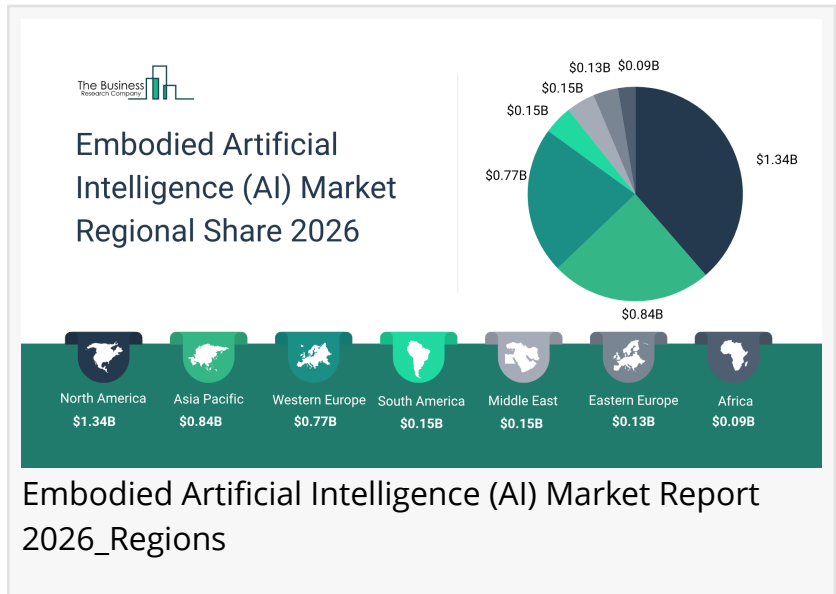 The Business
Research Company
Embodied Artificial
Intelligence (AI) Market
Regional Share 2026
$0.13B
$0.09B
$0.15B
$0.15B
$0.77B
$1.34B
$0.84B
North America
$1.34B
Asia Pacific
$0.84B
Western Europe
$0.77B
South America
$0.15B
Middle East
$0.15B
Eastern Europe
$0.13B
Africa
$0.09B
Embodied Artificial Intelligence (AI) Market Report
2026_Regions